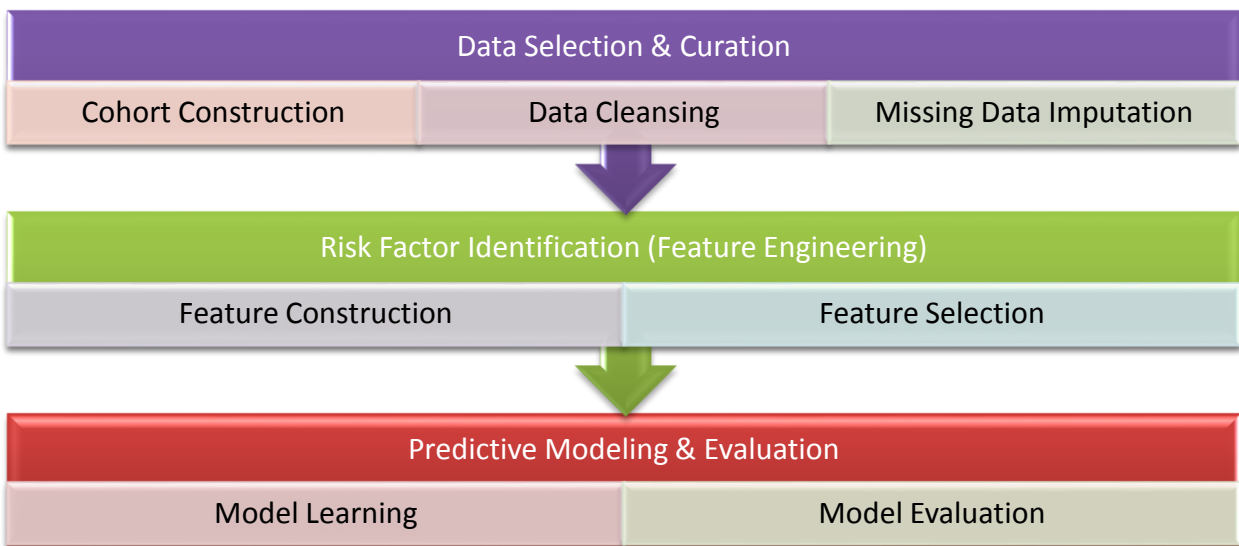 Data Selection & Curation
Cohort Construction
Data Cleansing
Missing Data Imputation
Risk Factor Identification (Feature Engineering)
Feature Construction
Feature Selection
Predictive Modeling & Evaluation
Model Learning
Model Evaluation